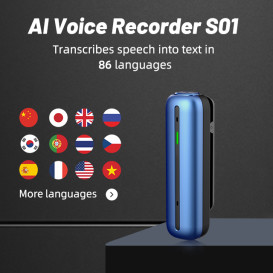 AI Voice Recorder S01
Transcribes speech into text in
86 languages
More languages